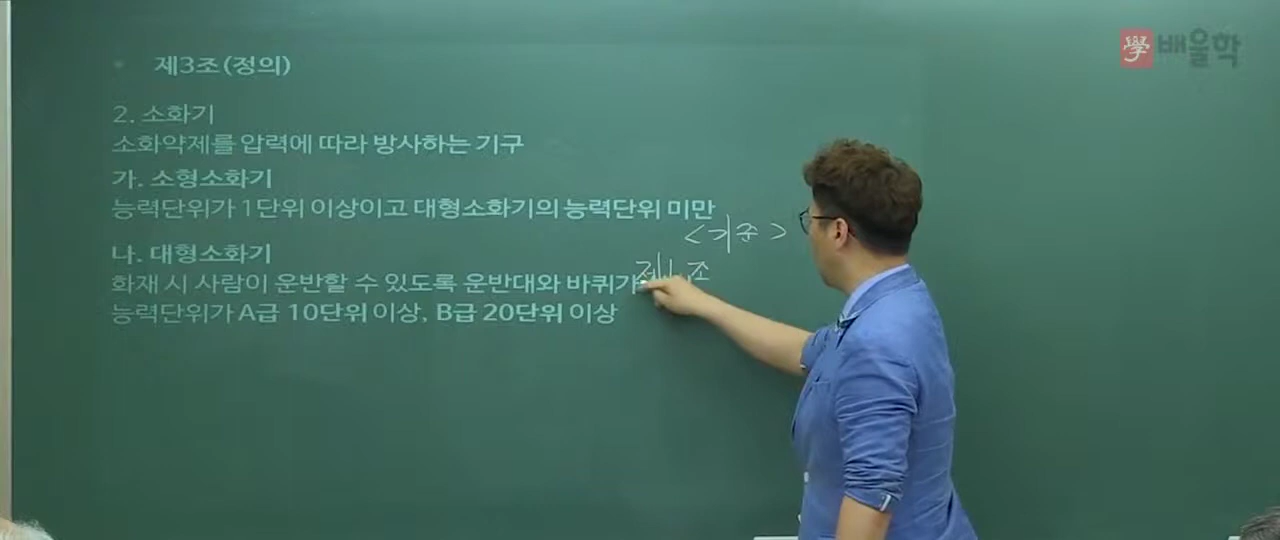 學 배울학
제3조(정의)
2. 소화기
소화약제를 압력에 따라 방사하는 기구
가. 소형소화기
능력단위가 1단위 이상이고 대형소화기의 능력단위 미만
<기준>
나. 대형소화기
제1조
화재 시 사람이 운반할 수 있도록 운반대와 바퀴가
능력단위가 A급 10단위 이상, B급 20단위 이상